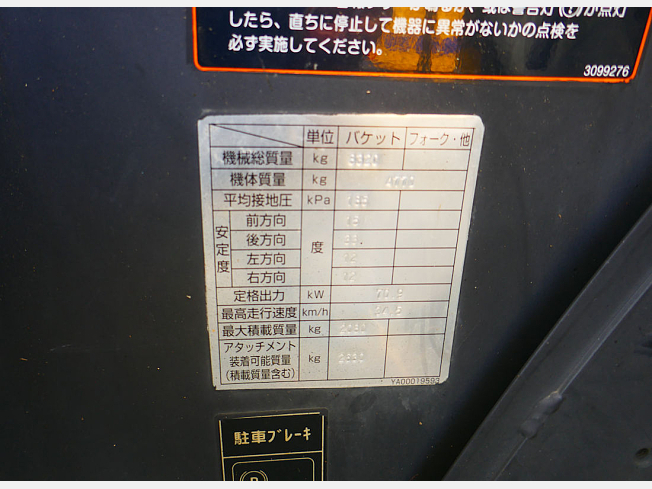 したら、直ちに停止して機器に異常がないかの点検を
必ず実施してください。
3099276
単位 バケット フォーク・他
機械総質量 kg
機体質量 kg
平均接地圧 kPa
安定度 前方向 度
後方向
左方向
右方向
定格出力 kW
最高走行速度 km/h
最大積載質量 kg
アタッチメント
装着可能質量 kg
(積載質量含む)
YA00019593
駐車ブレーキ